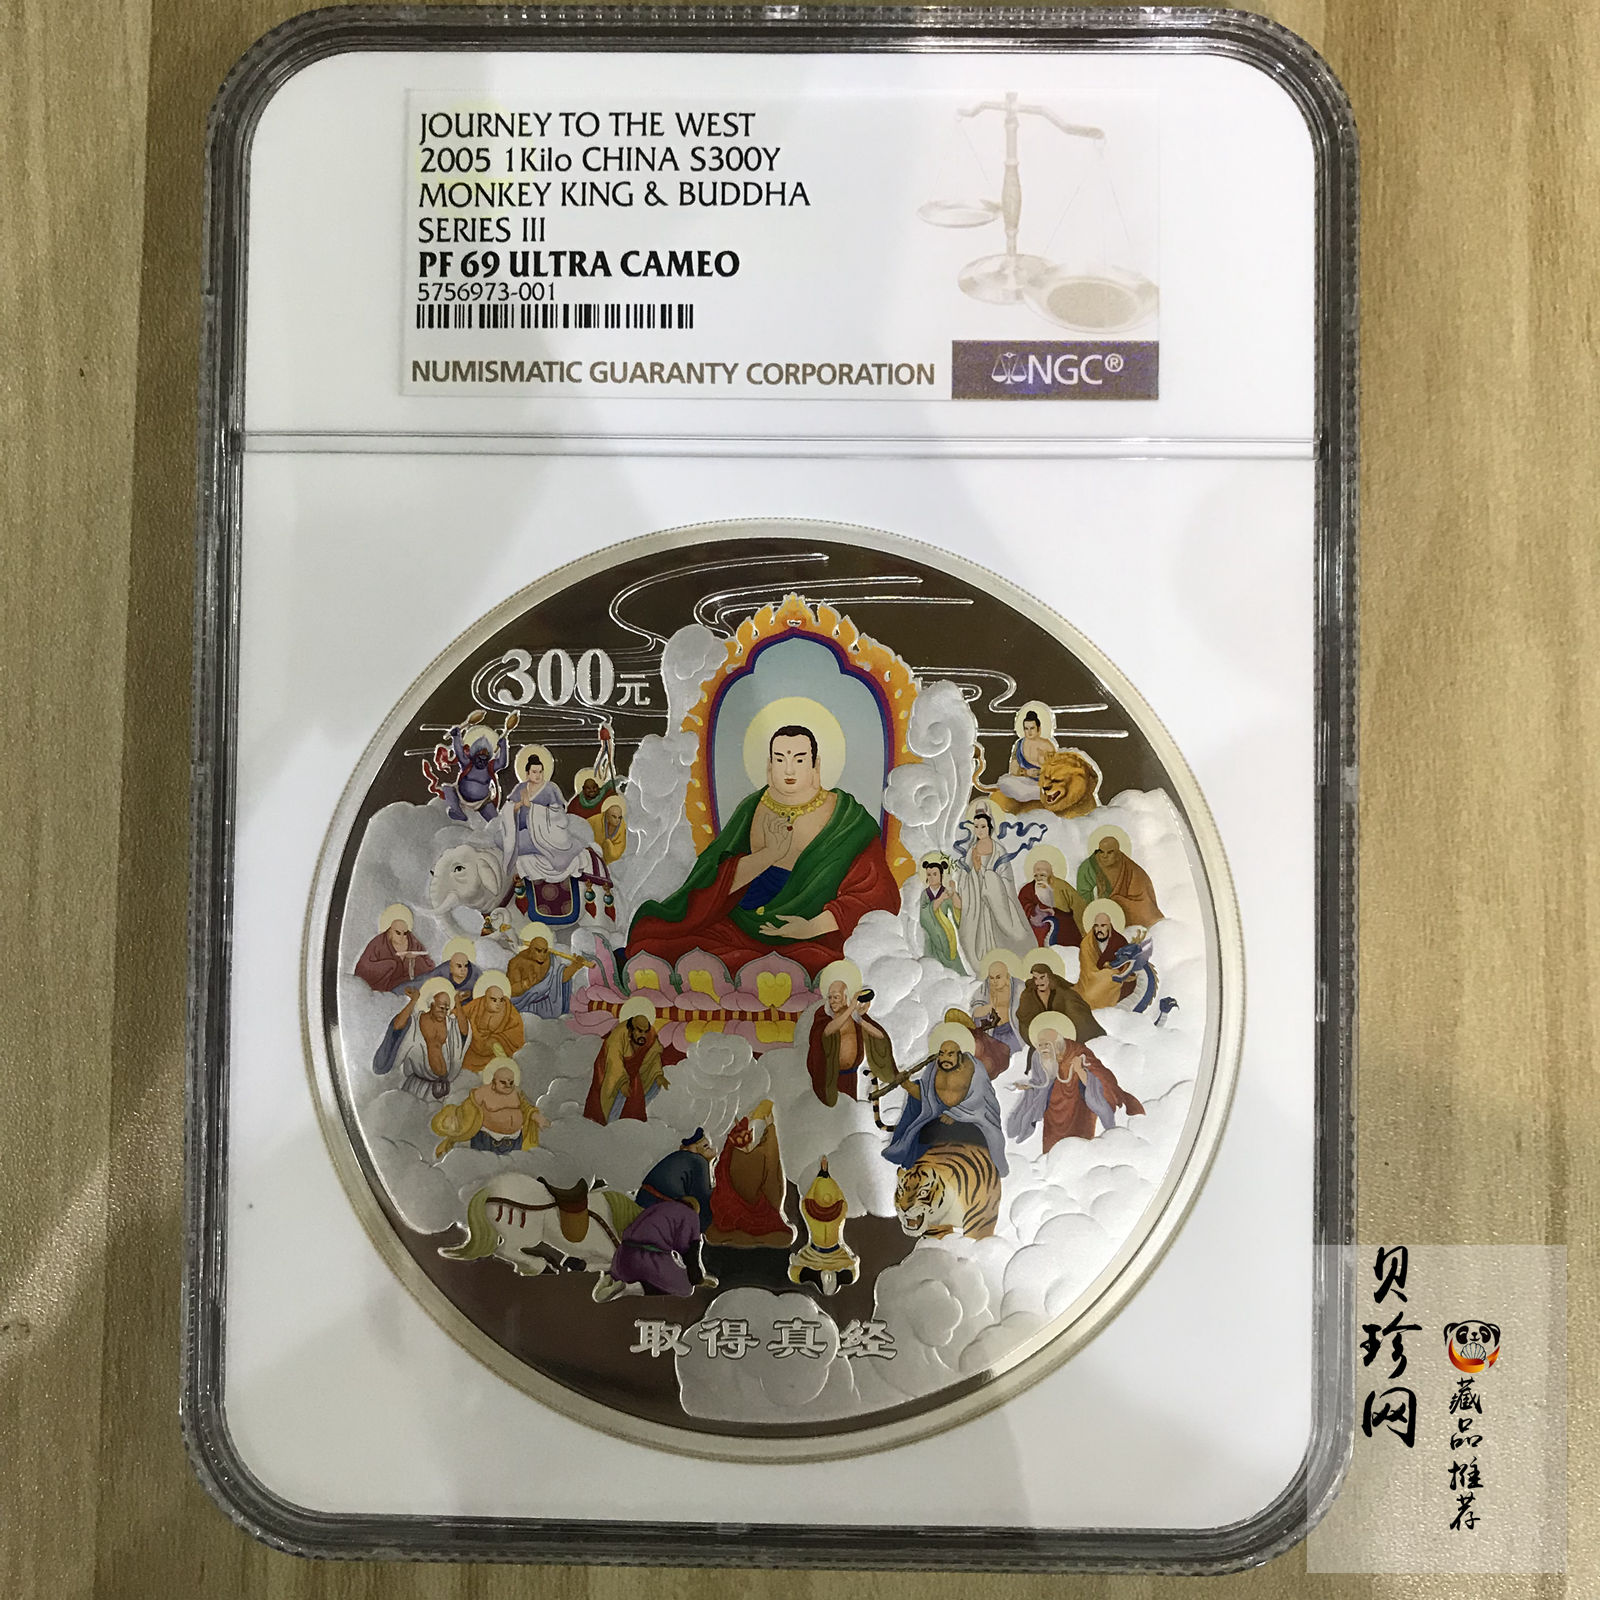 JOURNEY TO THE WEST
2005 1Kilo CHINA S300Y
MONKEY KING & BUDDHA
SERIES III
PF 69 ULTRA CAMEO
5756973-001
NUMISMATIC GUARANTY CORPORATION
NGC®
300元
取得真经
贝珍网
藏品推荐